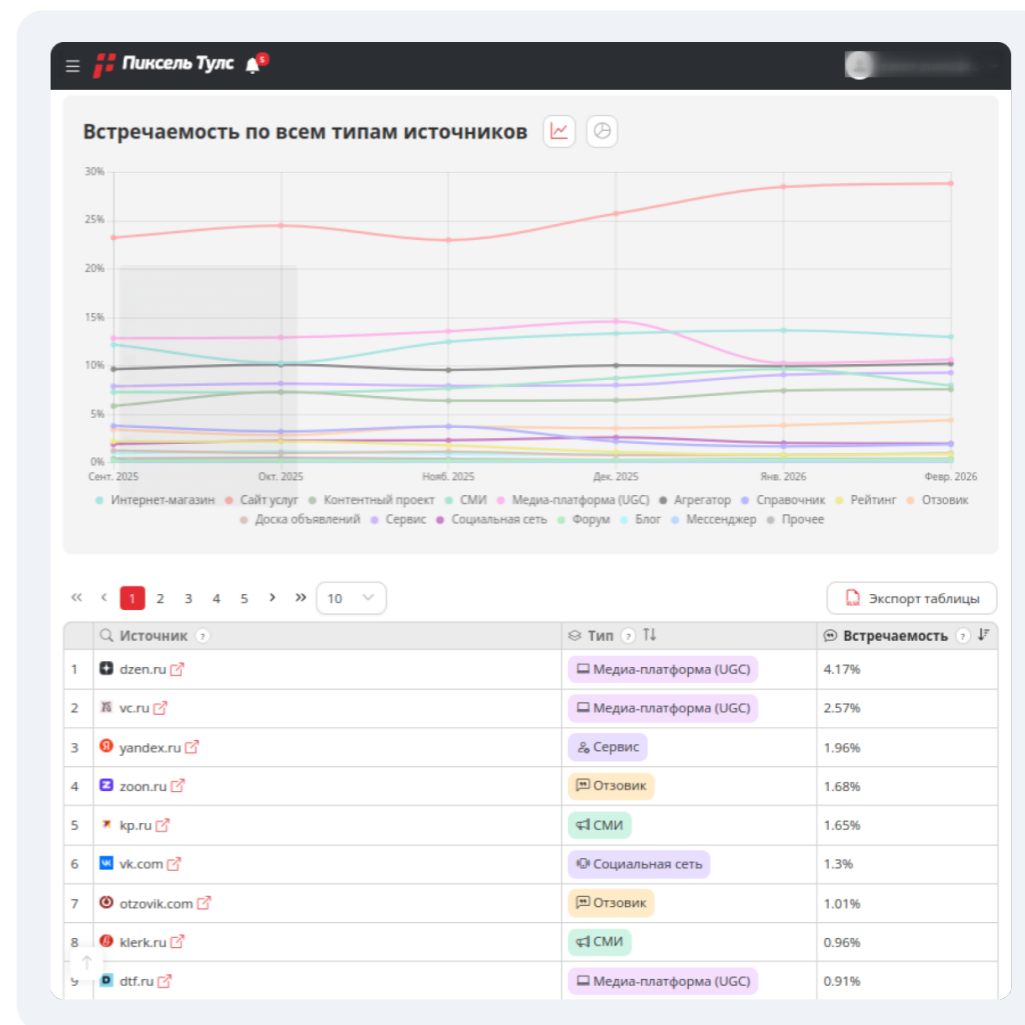 Пиксель Тулс 5
Встречаемость по всем типам источников
30%
25%
20%
15%
10%
5%
0%
Сент. 2025 Окт. 2025 Нояб. 2025 Дек. 2025 Янв. 2026 Февр. 2026
Интернет-магазин Сайт услуг Контентный проект СМИ Медиа-платформа (UGC) Агрегатор Справочник Рейтинг Отзовик
Доска объявлений Сервис Социальная сеть Форум Блог Мессенджер Прочее
« ‹ 1 2 3 4 5 › » 10 Экспорт таблицы
Источник ? Тип ? Встречаемость ?
1 dzen.ru Медиа-платформа (UGC) 4.17%
2 vc.ru Медиа-платформа (UGC) 2.57%
3 yandex.ru Сервис 1.96%
4 zoon.ru Отзовик 1.68%
5 kp.ru СМИ 1.65%
6 vk.com Социальная сеть 1.3%
7 otzovik.com Отзовик 1.01%
8 klerk.ru СМИ 0.96%
9 dtf.ru Медиа-платформа (UGC) 0.91%